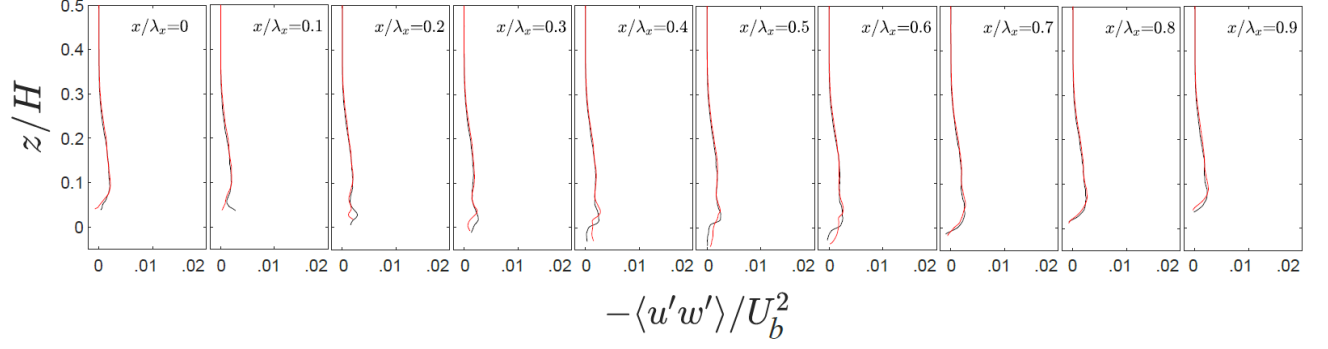 0.5
0.4
0.3
0.2
0.1
0
z/H
x/λₓ=0
x/λₓ=0.1
x/λₓ=0.2
x/λₓ=0.3
x/λₓ=0.4
x/λₓ=0.5
x/λₓ=0.6
x/λₓ=0.7
x/λₓ=0.8
x/λₓ=0.9
0 .01 .02 0 .01 .02 0 .01 .02 0 .01 .02 0 .01 .02 0 .01 .02 0 .01 .02 0 .01 .02 0 .01 .02 0 .01 .02
−⟨u′w′⟩/U_b^2